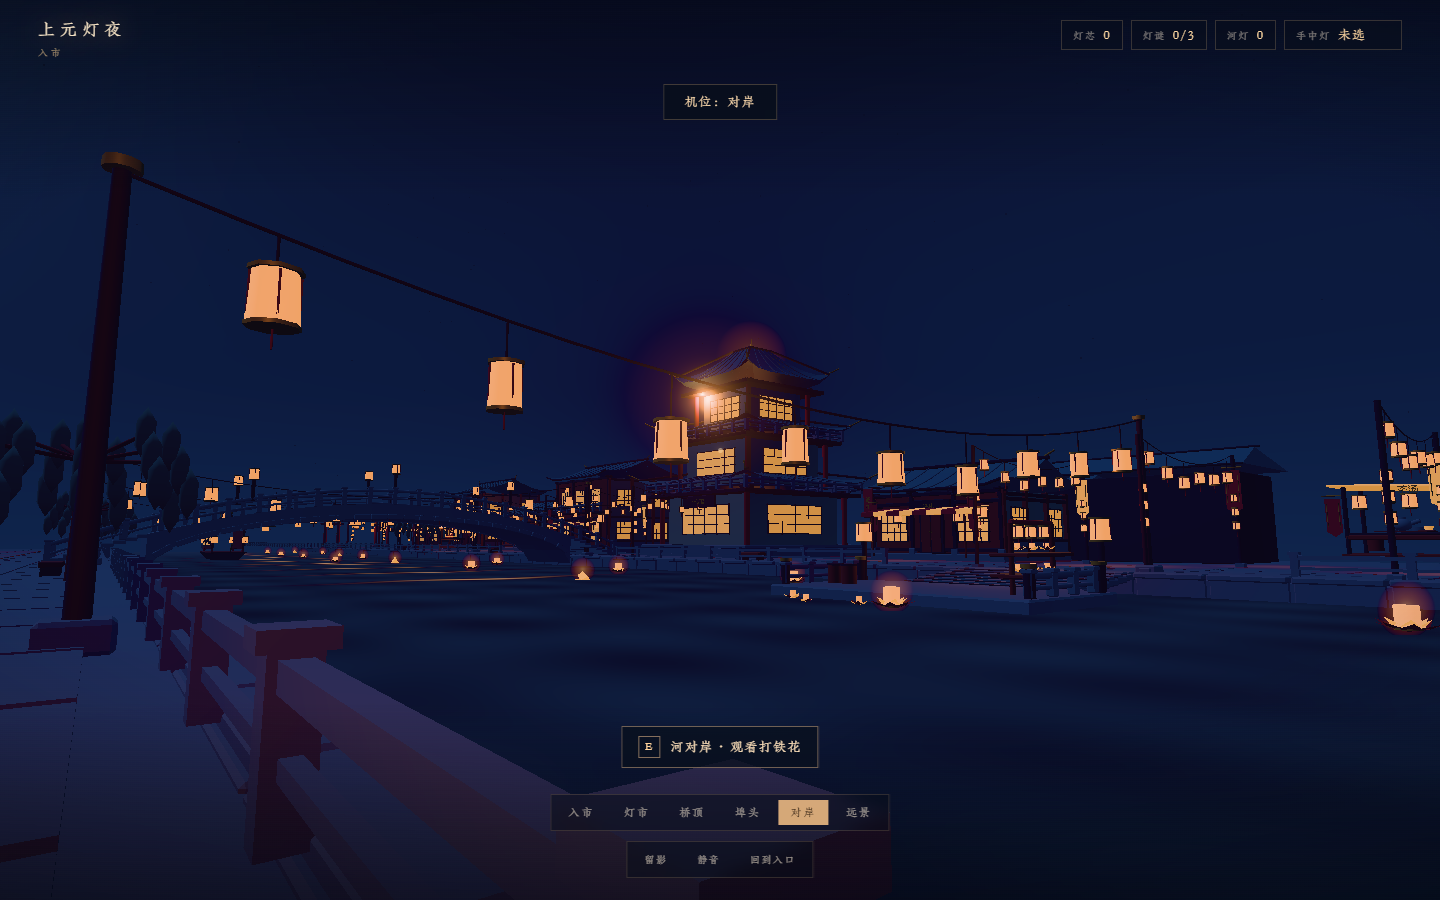 上元灯夜
入市
灯芯 0
灯谜 0/3
河灯 0
手中灯 未选
机位：对岸
E 河对岸·观看打铁花
入市 灯市 桥顶 埠头 对岸 远景
留影 静音 回到入口